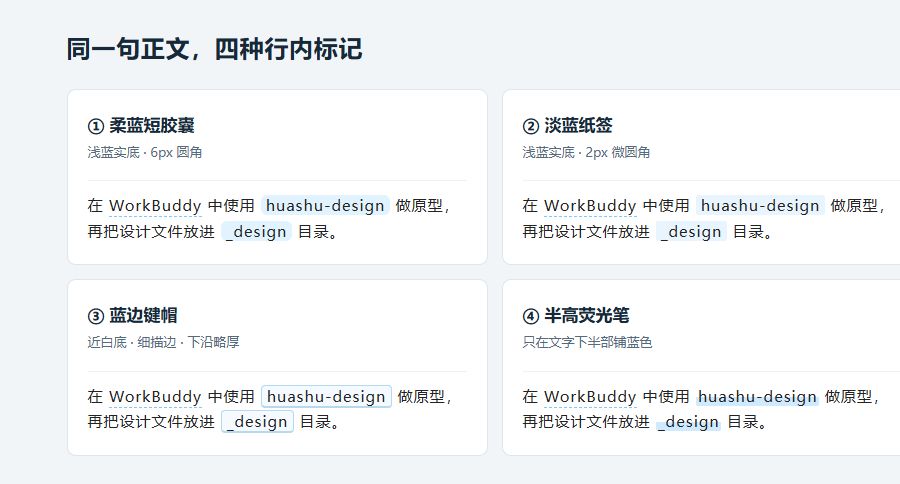 同一句正文，四种行内标记
① 柔蓝短胶囊
浅蓝实底 · 6px 圆角
在 WorkBuddy 中使用 huashu-design 做原型，
再把设计文件放进 _design 目录。
② 淡蓝纸签
浅蓝实底 · 2px 微圆角
在 WorkBuddy 中使用 huashu-design 做原型，
再把设计文件放进 _design 目录。
③ 蓝边键帽
近白底 · 细描边 · 下沿略厚
在 WorkBuddy 中使用 huashu-design 做原型，
再把设计文件放进 _design 目录。
④ 半高荧光笔
只在文字下半部铺蓝色
在 WorkBuddy 中使用 huashu-design 做原型，
再把设计文件放进 _design 目录。